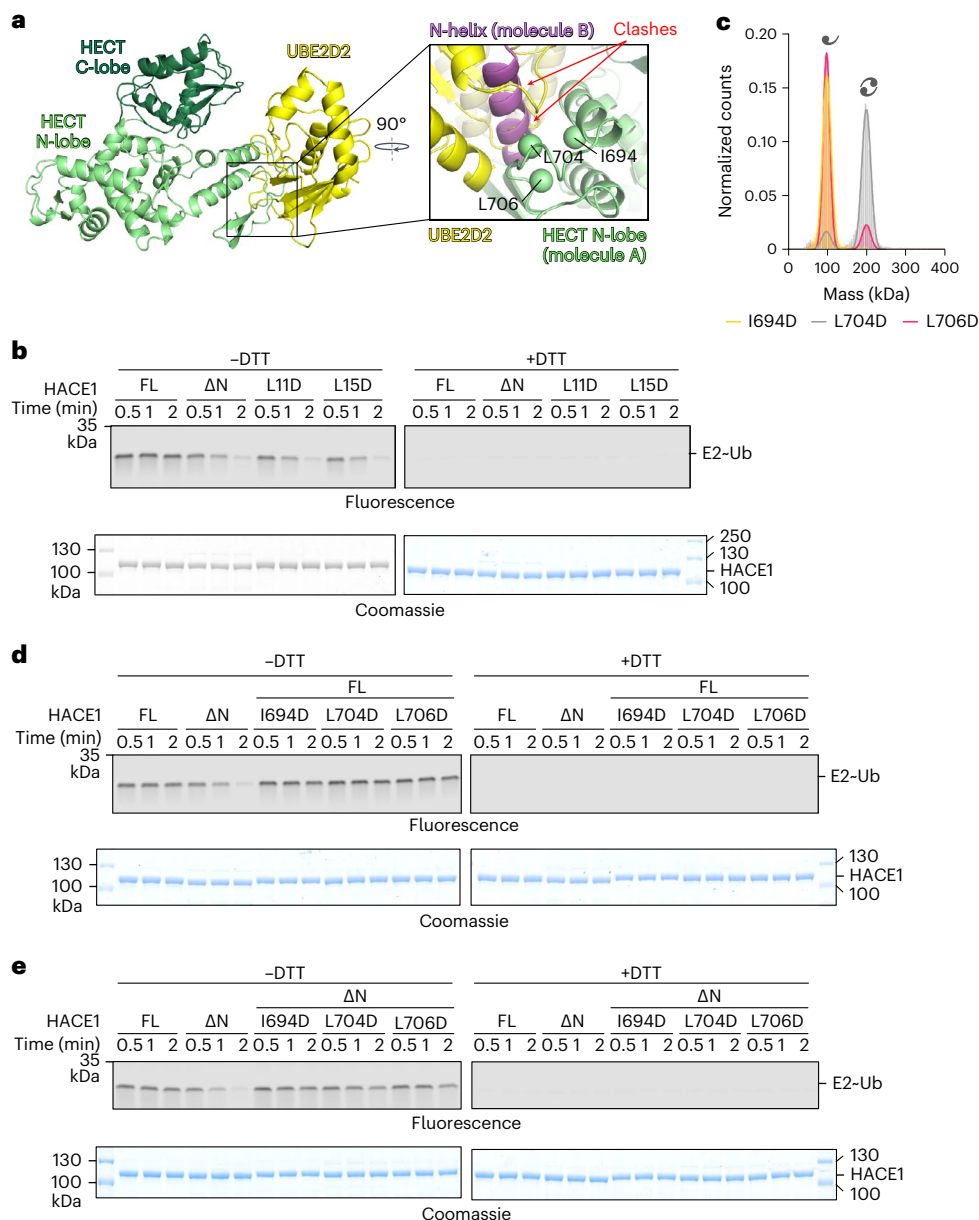 a
HECT
C-lobe
HECT
N-lobe
UBE2D2
90°
N-helix (molecule B)
Clashes
L704
I694
L706
UBE2D2
HECT N-lobe
(molecule A)
c
Normalized counts
0.20
0.15
0.10
0.05
0
0 100 200 300 400
Mass (kDa)
I694D L704D L706D
b
–DTT +DTT
HACE1 FL ΔN L11D L15D FL ΔN L11D L15D
Time (min) 0.5 1 2 0.5 1 2 0.5 1 2 0.5 1 2 0.5 1 2 0.5 1 2 0.5 1 2 0.5 1 2
35
kDa
E2~Ub
Fluorescence
130
100
kDa
250
130
HACE1
100
Coomassie
d
–DTT +DTT
FL FL
HACE1 FL ΔN I694D L704D L706D FL ΔN I694D L704D L706D
Time (min) 0.5 1 2 0.5 1 2 0.5 1 2 0.5 1 2 0.5 1 2 0.5 1 2 0.5 1 2 0.5 1 2 0.5 1 2 0.5 1 2
35
kDa
E2~Ub
Fluorescence
130
100
kDa
130
HACE1
100
Coomassie
e
–DTT +DTT
ΔN ΔN
HACE1 FL ΔN I694D L704D L706D FL ΔN I694D L704D L706D
Time (min) 0.5 1 2 0.5 1 2 0.5 1 2 0.5 1 2 0.5 1 2 0.5 1 2 0.5 1 2 0.5 1 2 0.5 1 2 0.5 1 2
35
kDa
E2~Ub
Fluorescence
130
100
kDa
130
HACE1
100
Coomassie